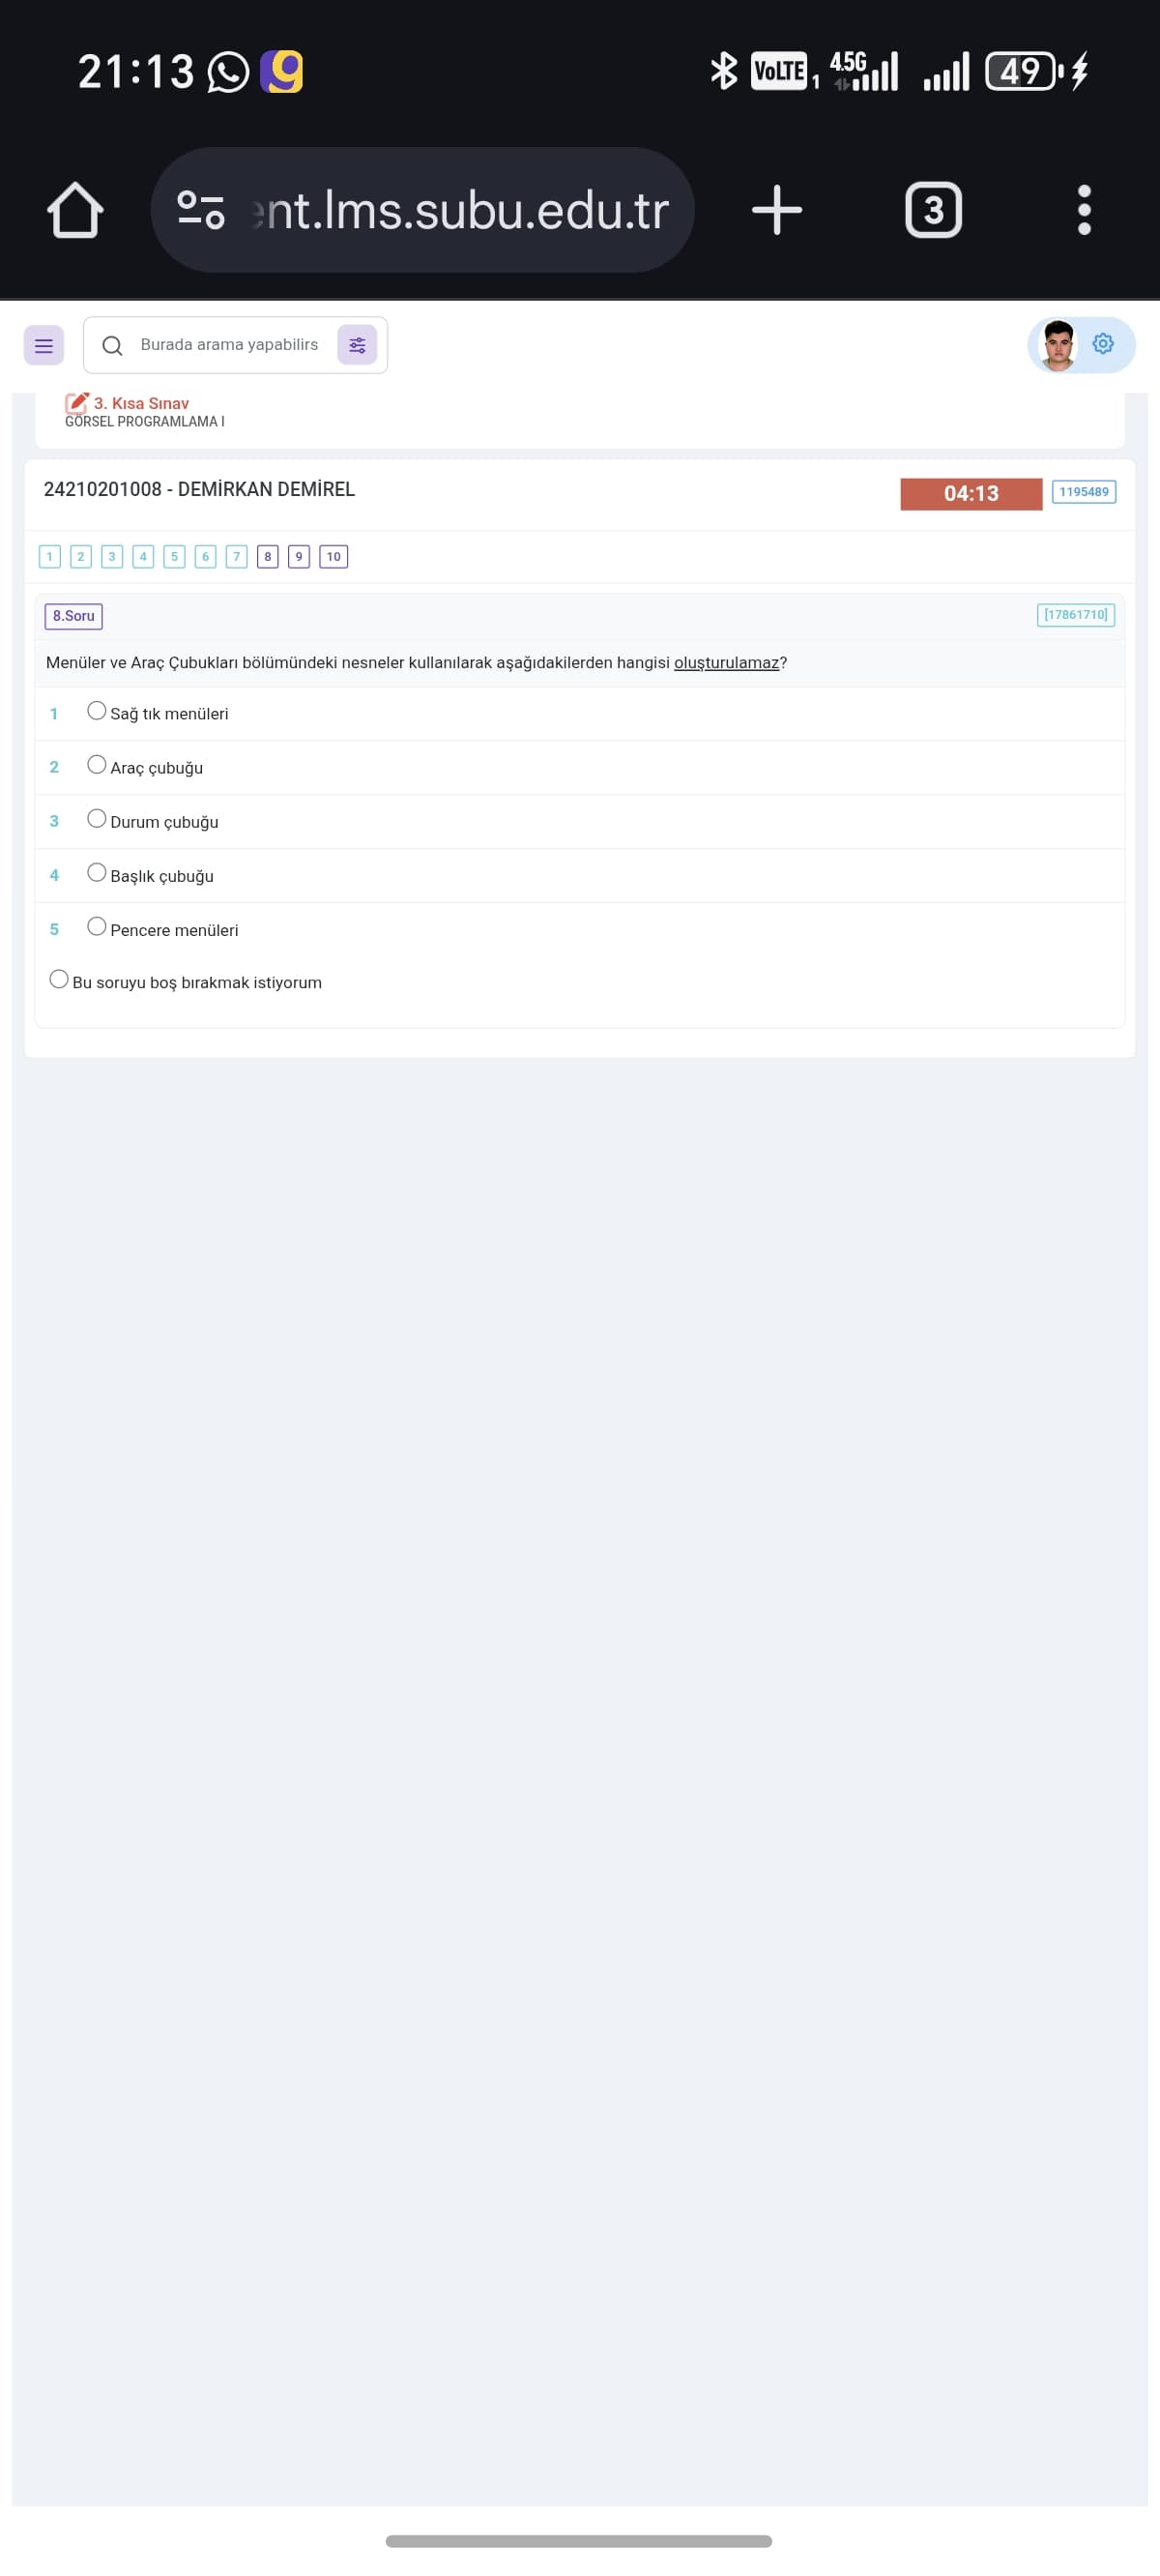 21:13
VoLTE 1 4.5G 49
ent.lms.subu.edu.tr
3
Burada arama yapabilirs
3. Kısa Sınav
GÖRSEL PROGRAMLAMA I
24210201008 - DEMİRKAN DEMİREL
04:13
1195489
1 2 3 4 5 6 7 8 9 10
8.Soru
[17861710]
Menüler ve Araç Çubukları bölümündeki nesneler kullanılarak aşağıdakilerden hangisi oluşturulamaz?
1 Sağ tık menüleri
2 Araç çubuğu
3 Durum çubuğu
4 Başlık çubuğu
5 Pencere menüleri
Bu soruyu boş bırakmak istiyorum